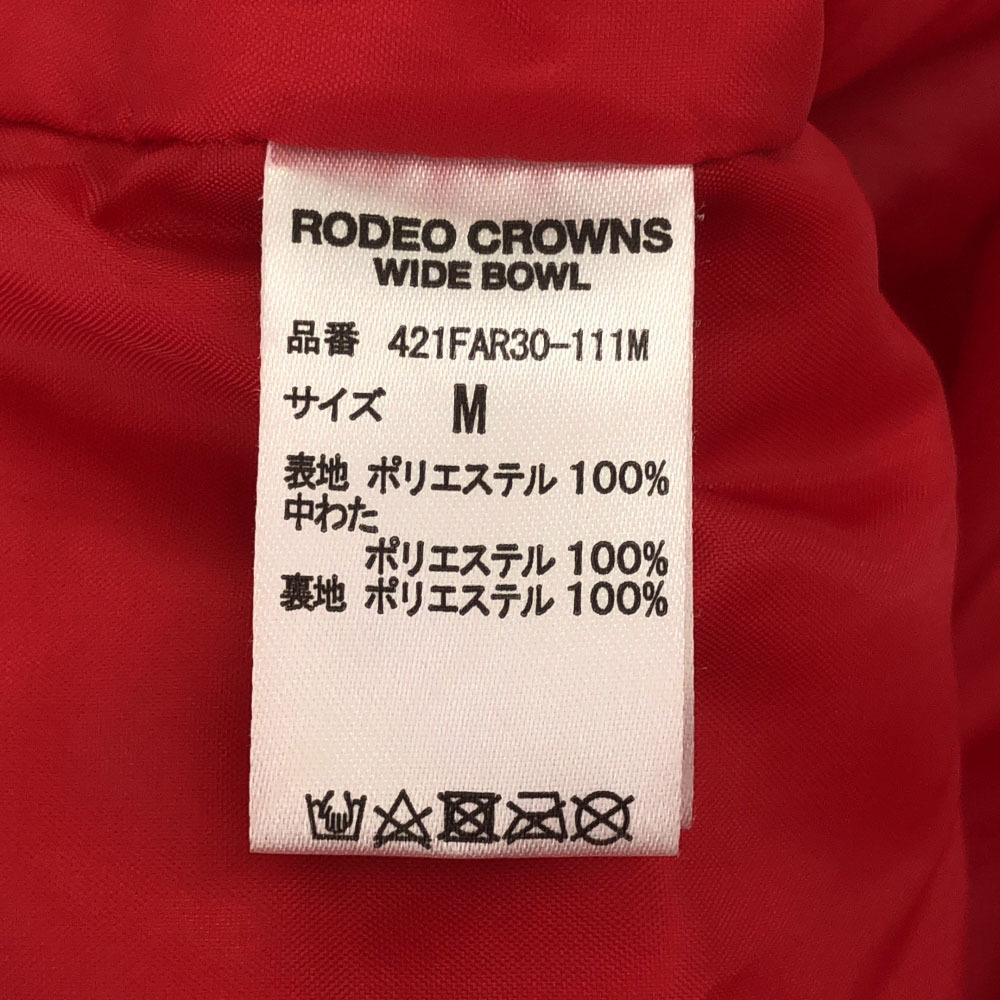 RODEO CROWNS
WIDE BOWL
品番 421FAR30-111M
サイズ M
表地 ポリエステル 100%
中わた
ポリエステル 100%
裏地 ポリエステル 100%